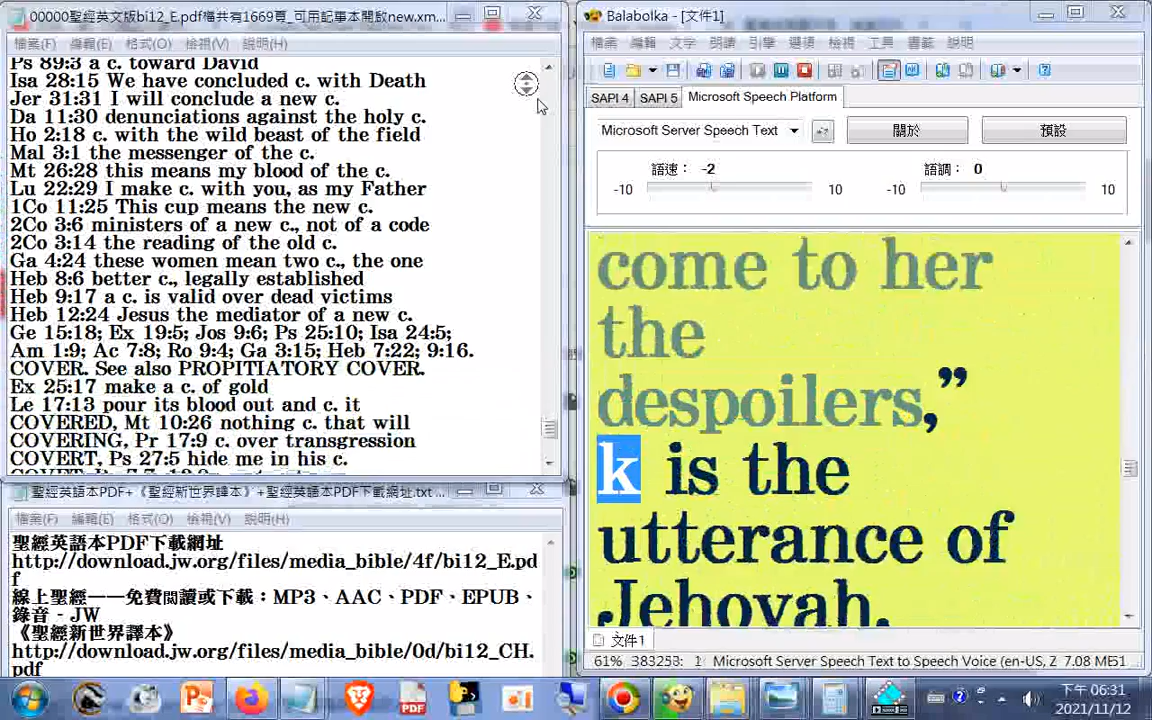 00000聖經英文版bi12_E.pdf檔共有1669頁_可用記事本開啟new.xm...
檔案(F) 編輯(E) 格式(O) 檢視(V) 說明(H)
Ps 89:3 a c. toward David
Isa 28:15 We have concluded c. with Death
Jer 31:31 I will conclude a new c.
Da 11:30 denunciations against the holy c.
Ho 2:18 c. with the wild beast of the field
Mal 3:1 the messenger of the c.
Mt 26:28 this means my blood of the c.
Lu 22:29 I make c. with you, as my Father
1Co 11:25 This cup means the new c.
2Co 3:6 ministers of a new c., not of a code
2Co 3:14 the reading of the old c.
Ga 4:24 these women mean two c., the one
Heb 8:6 better c., legally established
Heb 9:17 a c. is valid over dead victims
Heb 12:24 Jesus the mediator of a new c.
Ge 15:18; Ex 19:5; Jos 9:6; Ps 25:10; Isa 24:5;
Am 1:9; Ac 7:8; Ro 9:4; Ga 3:15; Heb 7:22; 9:16.
COVER. See also PROPITIATORY COVER.
Ex 25:17 make a c. of gold
Le 17:13 pour its blood out and c. it
COVERED, Mt 10:26 nothing c. that will
COVERING, Pr 17:9 c. over transgression
COVERT, Ps 27:5 hide me in his c.
聖經英語本PDF+《聖經新世界譯本》+聖經英語本PDF下載網址.txt ...
檔案(F) 編輯(E) 格式(O) 檢視(V) 說明(H)
聖經英語本PDF下載網址
http://download.jw.org/files/media_bible/4f/bi12_E.pd
f
線上聖經——免費閱讀或下載：MP3、AAC、PDF、EPUB、
錄音 - JW
《聖經新世界譯本》
http://download.jw.org/files/media_bible/0d/bi12_CH.
pdf
Balabolka - [文件1]
檔案 編輯 文字 朗讀 引擎 選項 檢視 工具 書籤 說明
SAPI 4 SAPI 5 Microsoft Speech Platform
Microsoft Server Speech Text 關於 預設
語速： -2 語調： 0
-10 10 -10 10
come to her
the
despoilers,”
k is the
utterance of
Jehovah.
文件1
61% 383253: 1 Microsoft Server Speech Text to Speech Voice (en-US, Z 7.08 ME51
下午 06:31
2021/11/12